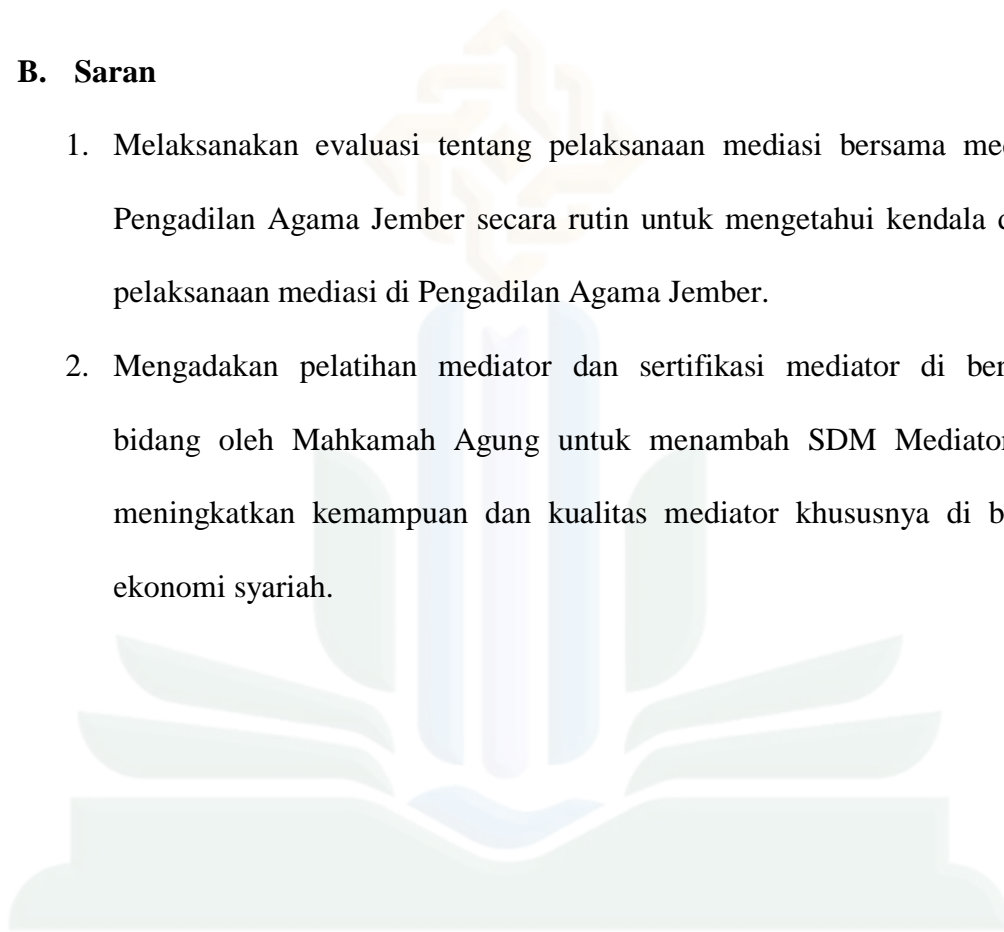 B. Saran
1. Melaksanakan evaluasi tentang pelaksanaan mediasi bersama
Pengadilan Agama Jember secara rutin untuk mengetahui kendala
pelaksanaan mediasi di Pengadilan Agama Jember.
2. Mengadakan pelatihan mediator dan sertifikasi mediator di
bidang oleh Mahkamah Agung untuk menambah SDM Mediator
meningkatkan kemampuan dan kualitas mediator khususnya di
ekonomi syariah.